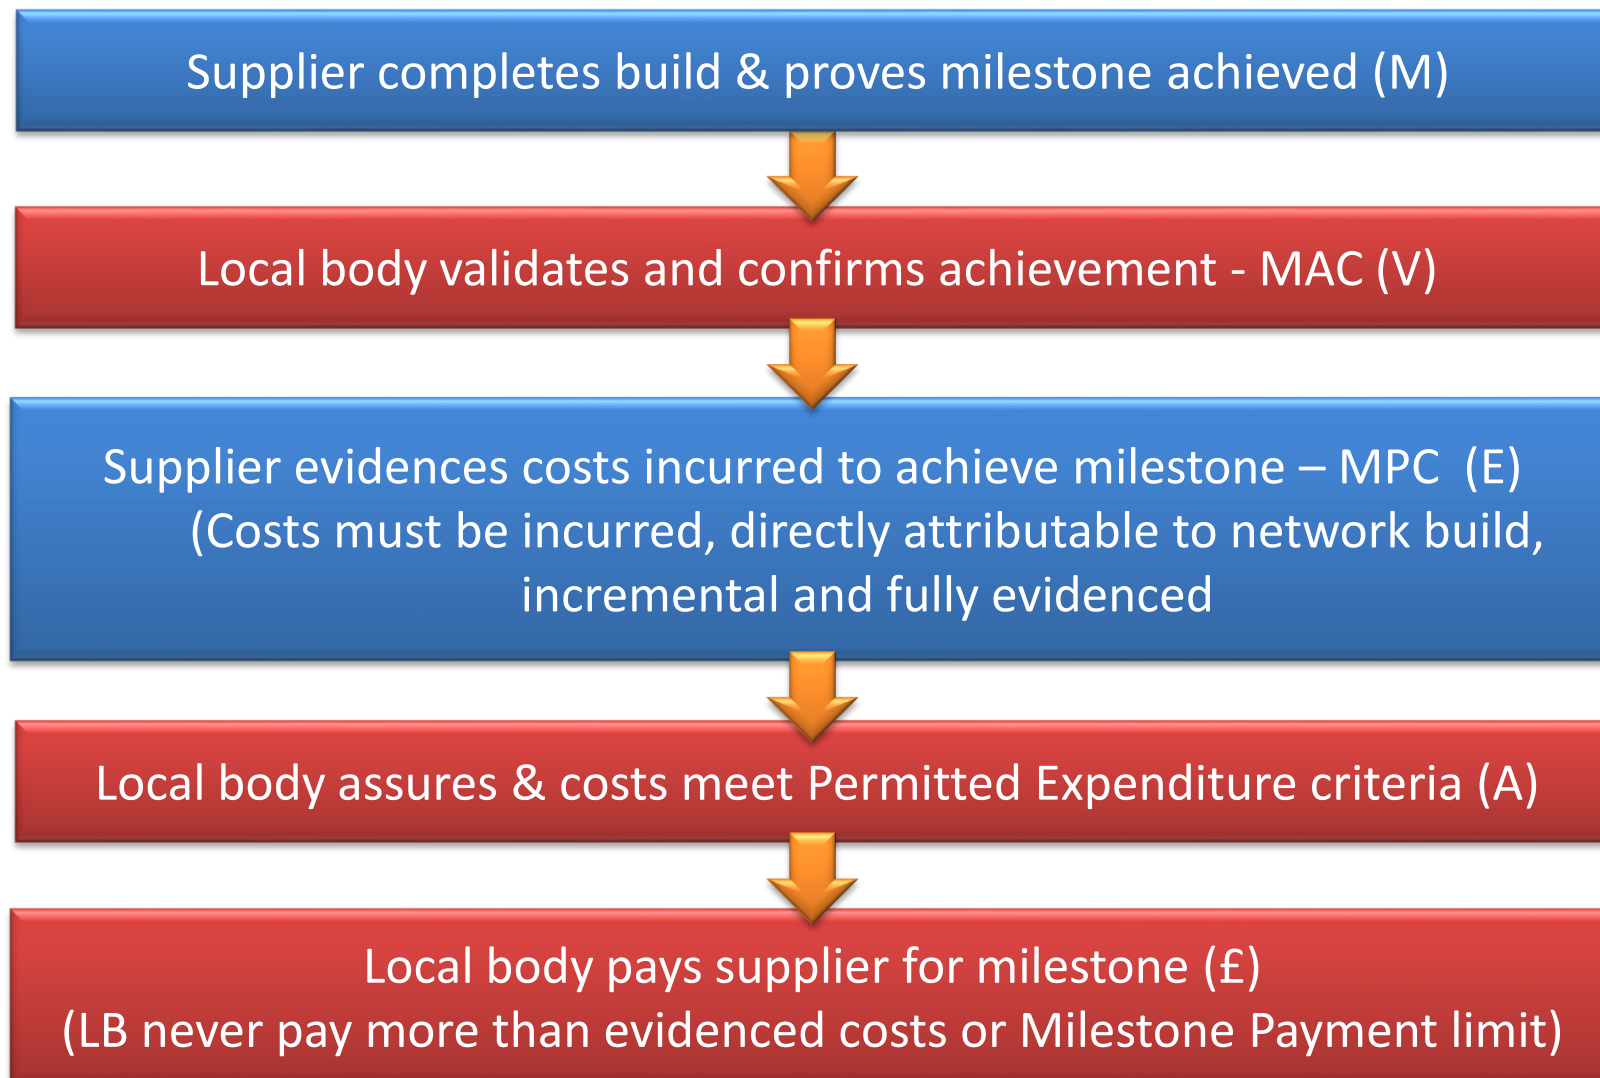 Supplier completes build & proves milestone achieved (M)
Local body validates and confirms achievement - MAC (V)
Supplier evidences costs incurred to achieve milestone – MPC  (E)
(Costs must be incurred, directly attributable to network build,
incremental and fully evidenced
Local body assures & costs meet Permitted Expenditure criteria (A)
Local body pays supplier for milestone (£)
(LB never pay more than evidenced costs or Milestone Payment limit)